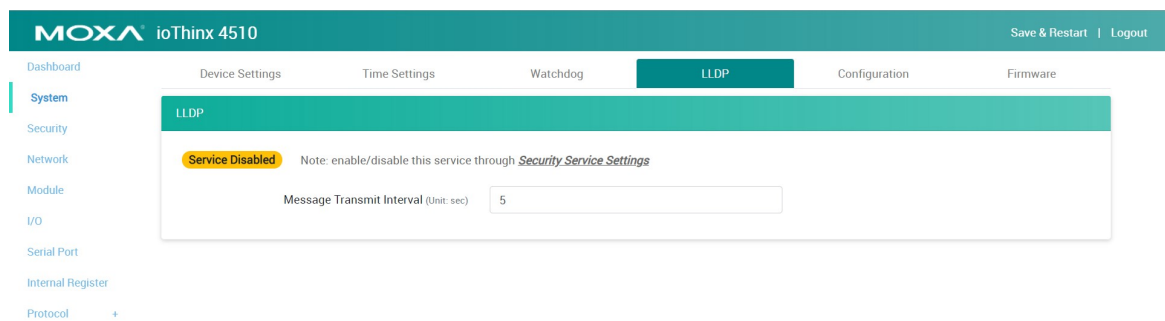 MOXA ioThinx 4510
Save & Restart | Logout
Dashboard
System
Security
Network
Module
I/O
Serial Port
Internal Register
Protocol +
Device Settings Time Settings Watchdog LLDP Configuration Firmware
LLDP
Service Disabled Note: enable/disable this service through Security Service Settings
Message Transmit Interval (Unit: sec) 5